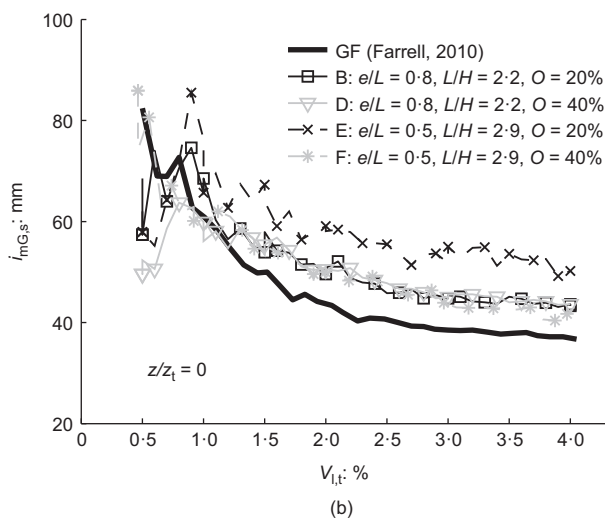 100
80
60
40
20
i_mG,s: mm
GF (Farrell, 2010)
B: e/L = 0·8, L/H = 2·2, O = 20%
D: e/L = 0·8, L/H = 2·2, O = 40%
E: e/L = 0·5, L/H = 2·9, O = 20%
F: e/L = 0·5, L/H = 2·9, O = 40%
z/z_t = 0
0 0·5 1·0 1·5 2·0 2·5 3·0 3·5 4·0
V_l,t: %
(b)